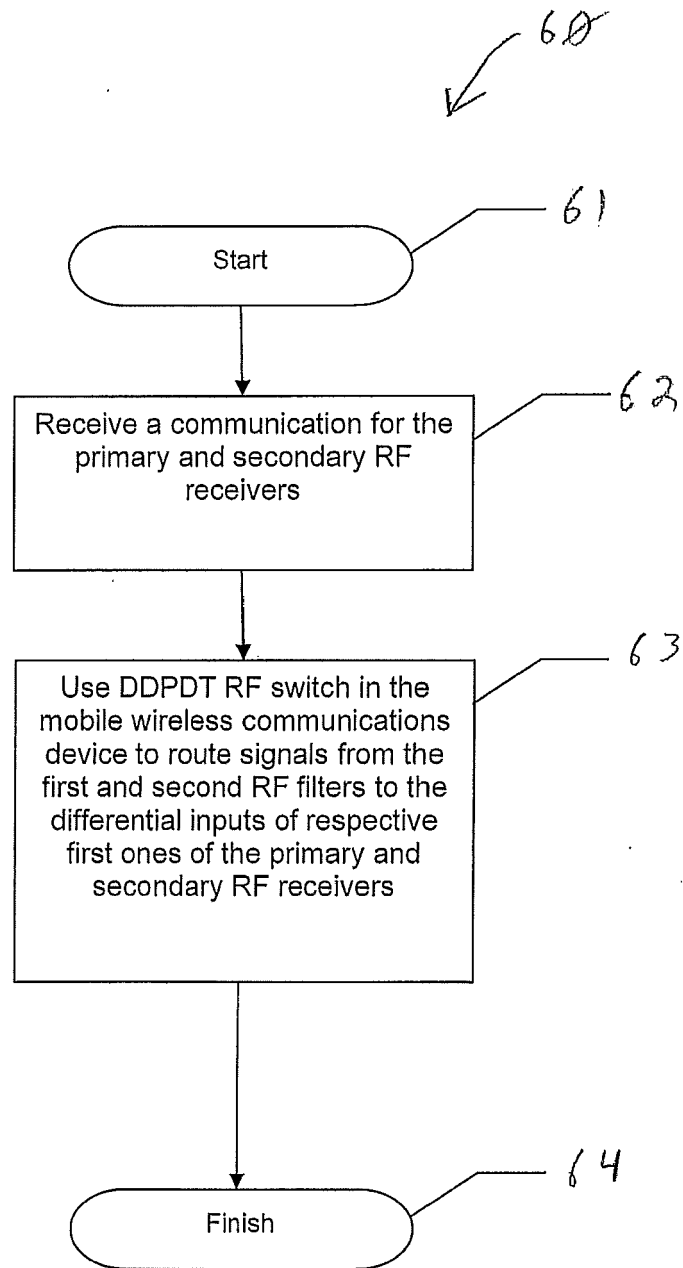 60
61
Start
62
Receive a communication for the
primary and secondary RF
receivers
63
Use DDPDT RF switch in the
mobile wireless communications
device to route signals from the
first and second RF filters to the
differential inputs of respective
first ones of the primary and
secondary RF receivers
64
Finish